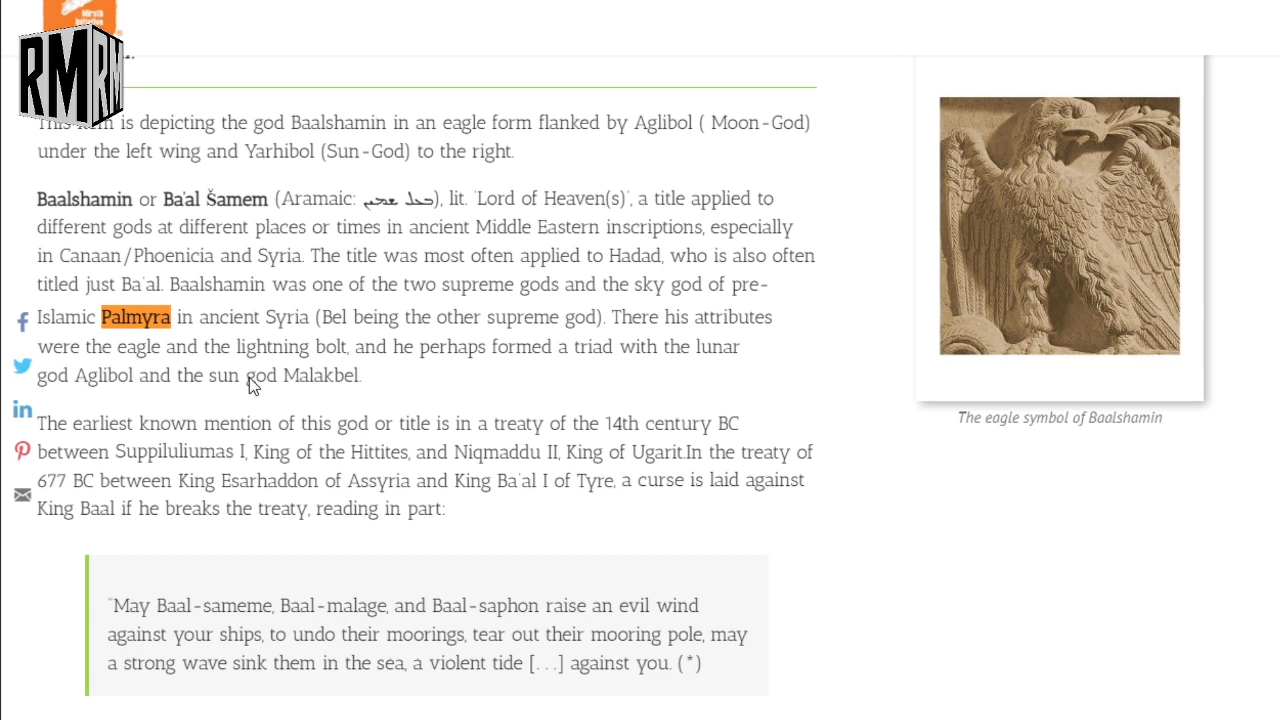 Mirath
Initiative
RM RM
This item is depicting the god Baalshamin in an eagle form flanked by Aglibol ( Moon-God)
under the left wing and Yarhibol (Sun-God) to the right.
Baalshamin or Ba'al Šamem (Aramaic: ܒܥܠ ܫܡܝܢ), lit. 'Lord of Heaven(s)', a title applied to
different gods at different places or times in ancient Middle Eastern inscriptions, especially
in Canaan/Phoenicia and Syria. The title was most often applied to Hadad, who is also often
titled just Ba'al. Baalshamin was one of the two supreme gods and the sky god of pre-
Islamic Palmyra in ancient Syria (Bel being the other supreme god). There his attributes
were the eagle and the lightning bolt, and he perhaps formed a triad with the lunar
god Aglibol and the sun god Malakbel.
The earliest known mention of this god or title is in a treaty of the 14th century BC
between Suppiluliumas I, King of the Hittites, and Niqmaddu II, King of Ugarit.In the treaty of
677 BC between King Esarhaddon of Assyria and King Ba'al I of Tyre, a curse is laid against
King Baal if he breaks the treaty, reading in part:
"May Baal-sameme, Baal-malage, and Baal-saphon raise an evil wind
against your ships, to undo their moorings, tear out their mooring pole, may
a strong wave sink them in the sea, a violent tide [. . .] against you. (*)
The eagle symbol of Baalshamin